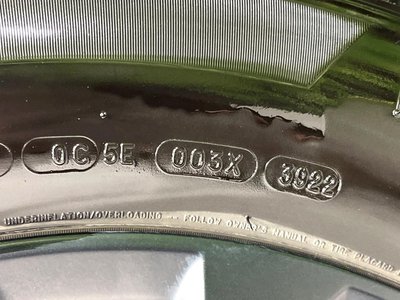 0C 5E 003X 3922
UNDERINFLATION/OVERLOADING -- FOLLOW OWNER'S MANUAL OR TIRE PLACARD